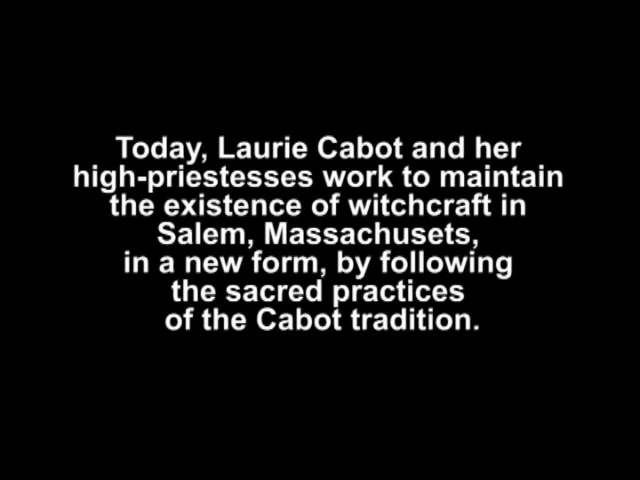 Today, Laurie Cabot and her
high-priestesses work to maintain
the existence of witchcraft in
Salem, Massachusets,
in a new form, by following
the sacred practices
of the Cabot tradition.